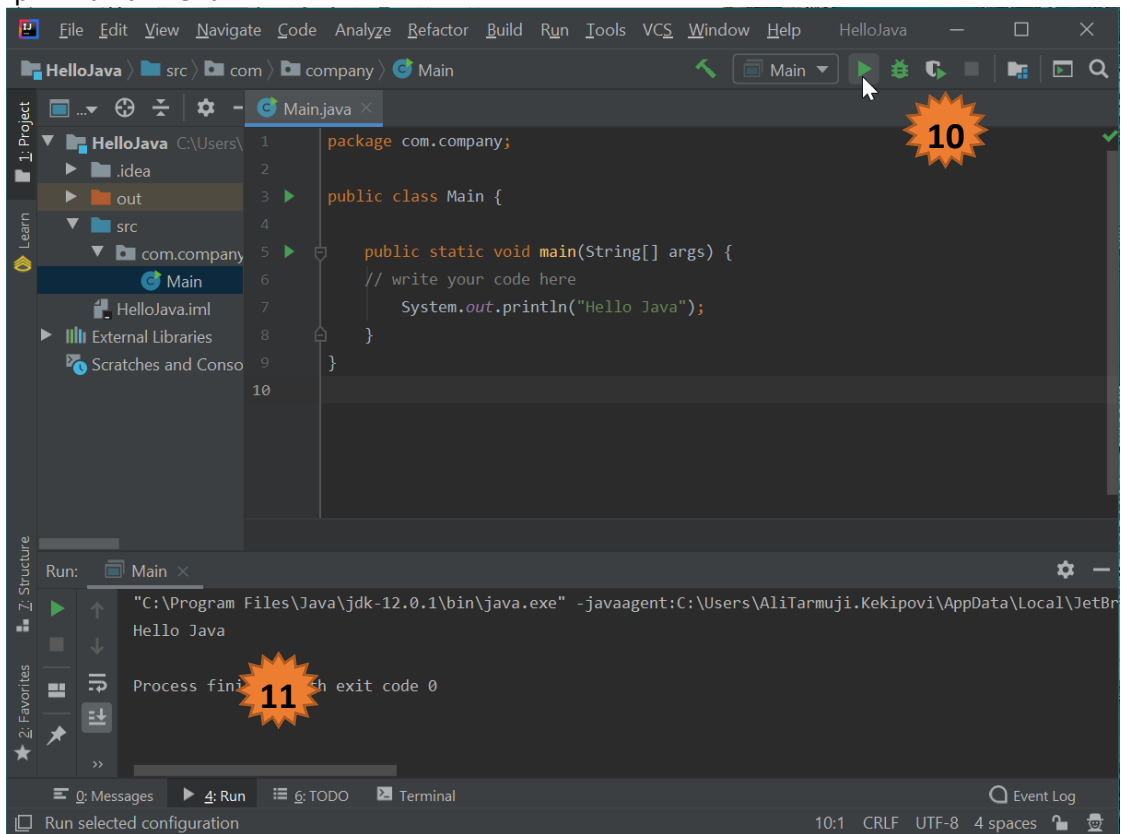 File Edit View Navigate Code Analyze Refactor Build Run Tools VCS Window Help HelloJava
HelloJava src com company Main Main
1: Project
... Main.java
HelloJava C:\Users\
.idea
out
src
com.company
Main
HelloJava.iml
External Libraries
Scratches and Conso
Learn
1 package com.company;
2
3 public class Main {
4
5 public static void main(String[] args) {
6 // write your code here
7 System.out.println("Hello Java");
8 }
9 }
10
10
Z: Structure
2: Favorites
Run: Main
"C:\Program Files\Java\jdk-12.0.1\bin\java.exe" -javaagent:C:\Users\AliTarmuji.Kekipovi\AppData\Local\JetBr
Hello Java
Process fini 11 h exit code 0
>>
0: Messages 4: Run 6: TODO Terminal Event Log
Run selected configuration 10:1 CRLF UTF-8 4 spaces